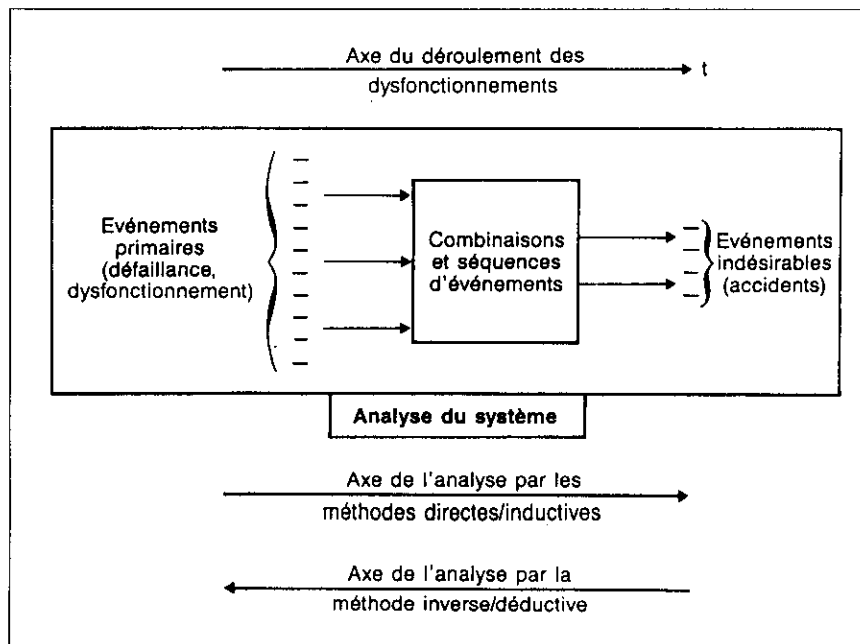 Axe du déroulement des
dysfonctionnements
t
Evénements
primaires
(défaillance,
dysfonctionnement)
Combinaisons
et séquences
d'événements
Evénements
indésirables
(accidents)
Analyse du système
Axe de l'analyse par les
méthodes directes/inductives
Axe de l'analyse par la
méthode inverse/déductive